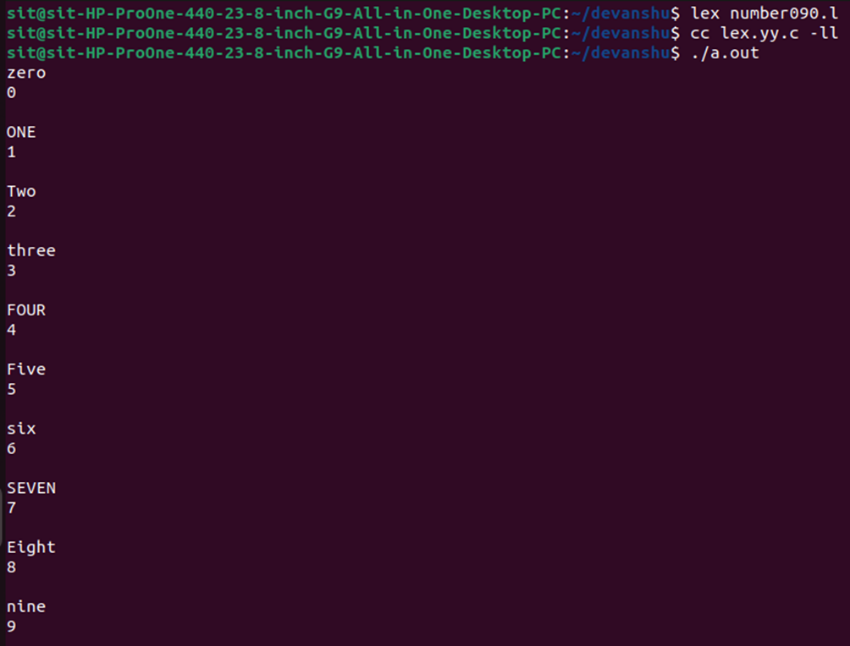 sit@sit-HP-ProOne-440-23-8-inch-G9-All-in-One-Desktop-PC:~/devanshu$ lex number090.l
sit@sit-HP-ProOne-440-23-8-inch-G9-All-in-One-Desktop-PC:~/devanshu$ cc lex.yy.c -ll
sit@sit-HP-ProOne-440-23-8-inch-G9-All-in-One-Desktop-PC:~/devanshu$ ./a.out
zero
0
ONE
1
Two
2
three
3
FOUR
4
Five
5
six
6
SEVEN
7
Eight
8
nine
9